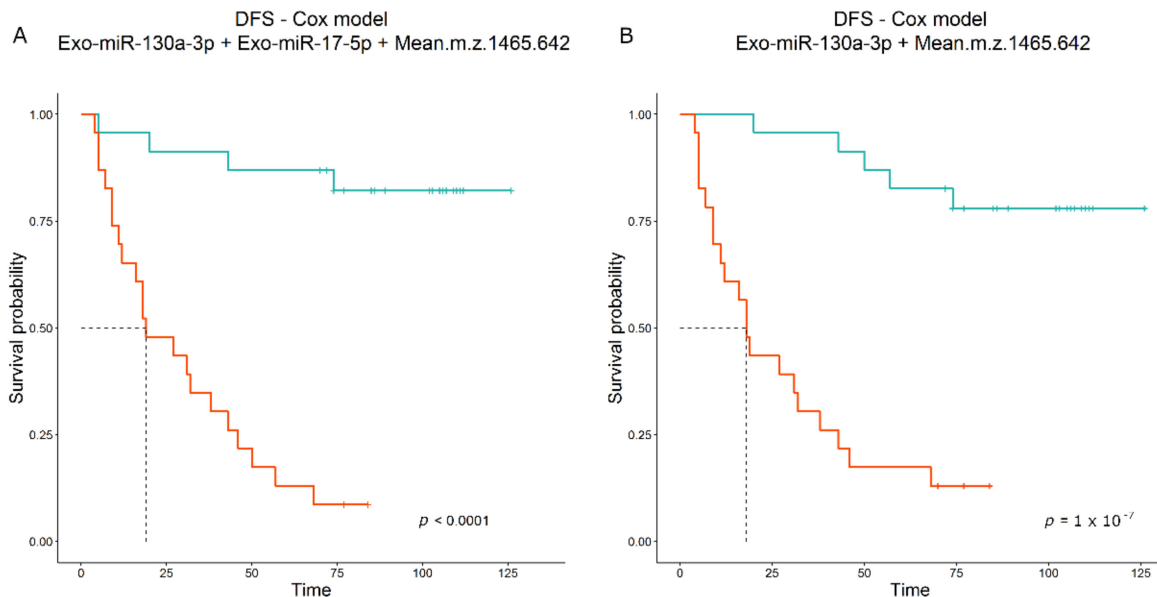 A
DFS - Cox model
Exo-miR-130a-3p + Exo-miR-17-5p + Mean.m.z.1465.642
Survival probability
1.00
0.75
0.50
0.25
0.00
p < 0.0001
0 25 50 75 100 125
Time
B
DFS - Cox model
Exo-miR-130a-3p + Mean.m.z.1465.642
Survival probability
1.00
0.75
0.50
0.25
0.00
p = 1 x 10⁻⁷
0 25 50 75 100 125
Time